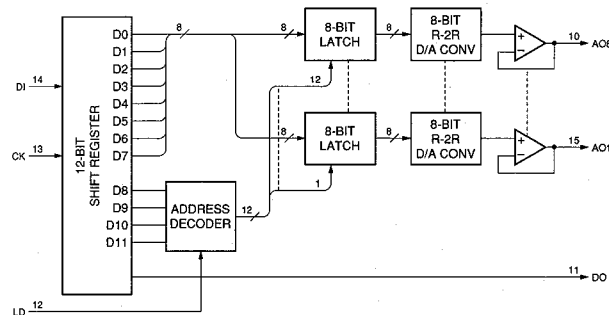 D0
D1
D2
D3
D4
D5
D6
D7
D8
D9
D10
D11
DI 14
CK 13
LD 12
12-BIT
SHIFT REGISTER
ADDRESS
DECODER
8
8
8
12
8
8
1
12
8-BIT
LATCH
8-BIT
LATCH
8-BIT
R-2R
D/A CONV
8-BIT
R-2R
D/A CONV
+
−
+
−
10
15
AO1
11 DO